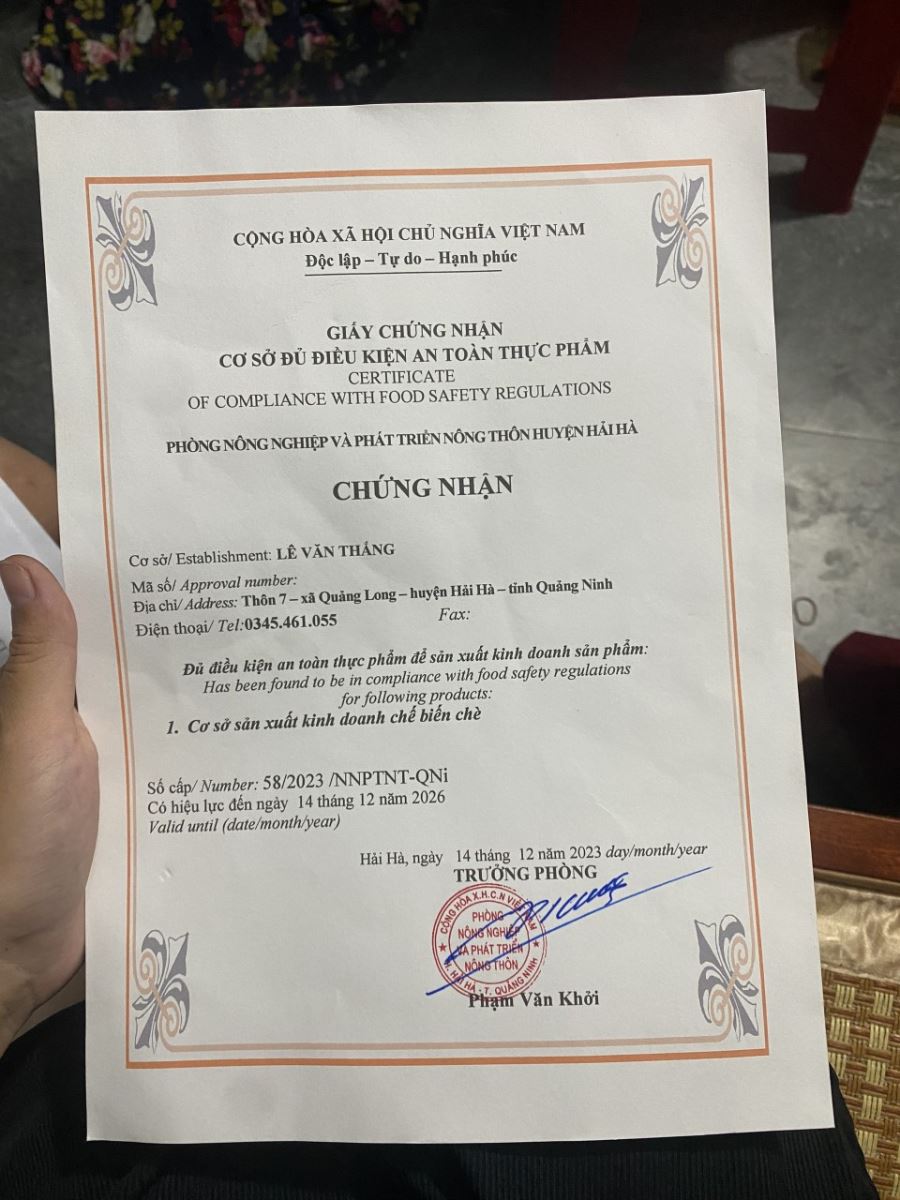 CỘNG HÒA XÃ HỘI CHỦ NGHĨA VIỆT NAM
Độc lập – Tự do – Hạnh phúc
GIẤY CHỨNG NHẬN
CƠ SỞ ĐỦ ĐIỀU KIỆN AN TOÀN THỰC PHẨM
CERTIFICATE
OF COMPLIANCE WITH FOOD SAFETY REGULATIONS
PHÒNG NÔNG NGHIỆP VÀ PHÁT TRIỂN NÔNG THÔN HUYỆN HẢI HÀ
CHỨNG NHẬN
Cơ sở/ Establishment: LÊ VĂN THẮNG
Mã số/ Approval number:
Địa chỉ/ Address: Thôn 7 – xã Quảng Long – huyện Hải Hà – tỉnh Quảng Ninh
Điện thoại/ Tel:0345.461.055 Fax:
Đủ điều kiện an toàn thực phẩm để sản xuất kinh doanh sản phẩm:
Has been found to be in compliance with food safety regulations
for following products:
1. Cơ sở sản xuất kinh doanh chế biến chè
Số cấp/ Number: 58/2023 /NNPTNT-QNi
Có hiệu lực đến ngày 14 tháng 12 năm 2026
Valid until (date/month/year)
Hải Hà, ngày 14 tháng 12 năm 2023 day/month/year
TRƯỞNG PHÒNG
CỘNG HÒA X.H.C.N VIỆT NAM
PHÒNG
NÔNG NGHIỆP
VÀ PHÁT TRIỂN
NÔNG THÔN
H. HẢI HÀ - T. QUẢNG NINH
Phạm Văn Khởi